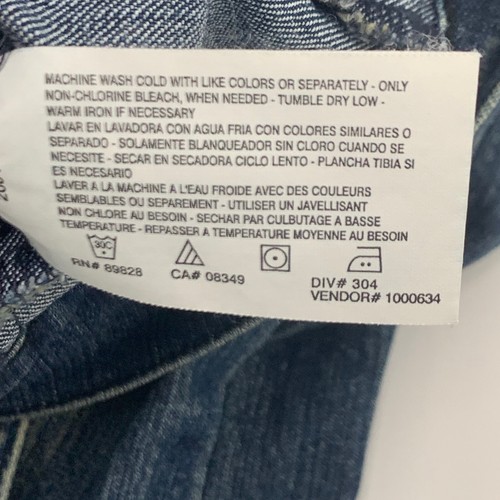 MACHINE WASH COLD WITH LIKE COLORS OR SEPARATELY - ONLY
NON-CHLORINE BLEACH, WHEN NEEDED - TUMBLE DRY LOW -
WARM IRON IF NECESSARY
LAVAR EN LAVADORA CON AGUA FRIA CON COLORES SIMILARES O
SEPARADO - SOLAMENTE BLANQUEADOR SIN CLORO CUANDO SE
NECESITE - SECAR EN SECADORA CICLO LENTO - PLANCHA TIBIA SI
ES NECESARIO
LAVER A LA MACHINE A L'EAU FROIDE AVEC DES COULEURS
SEMBLABLES OU SEPAREMENT - UTILISER UN JAVELLISANT
NON CHLORE AU BESOIN - SECHAR PAR CULBUTAGE A BASSE
TEMPERATURE - REPASSER A TEMPERATURE MOYENNE AU BESOIN
30C
RN# 89828 CA# 08349
DIV# 304
VENDOR# 1000634